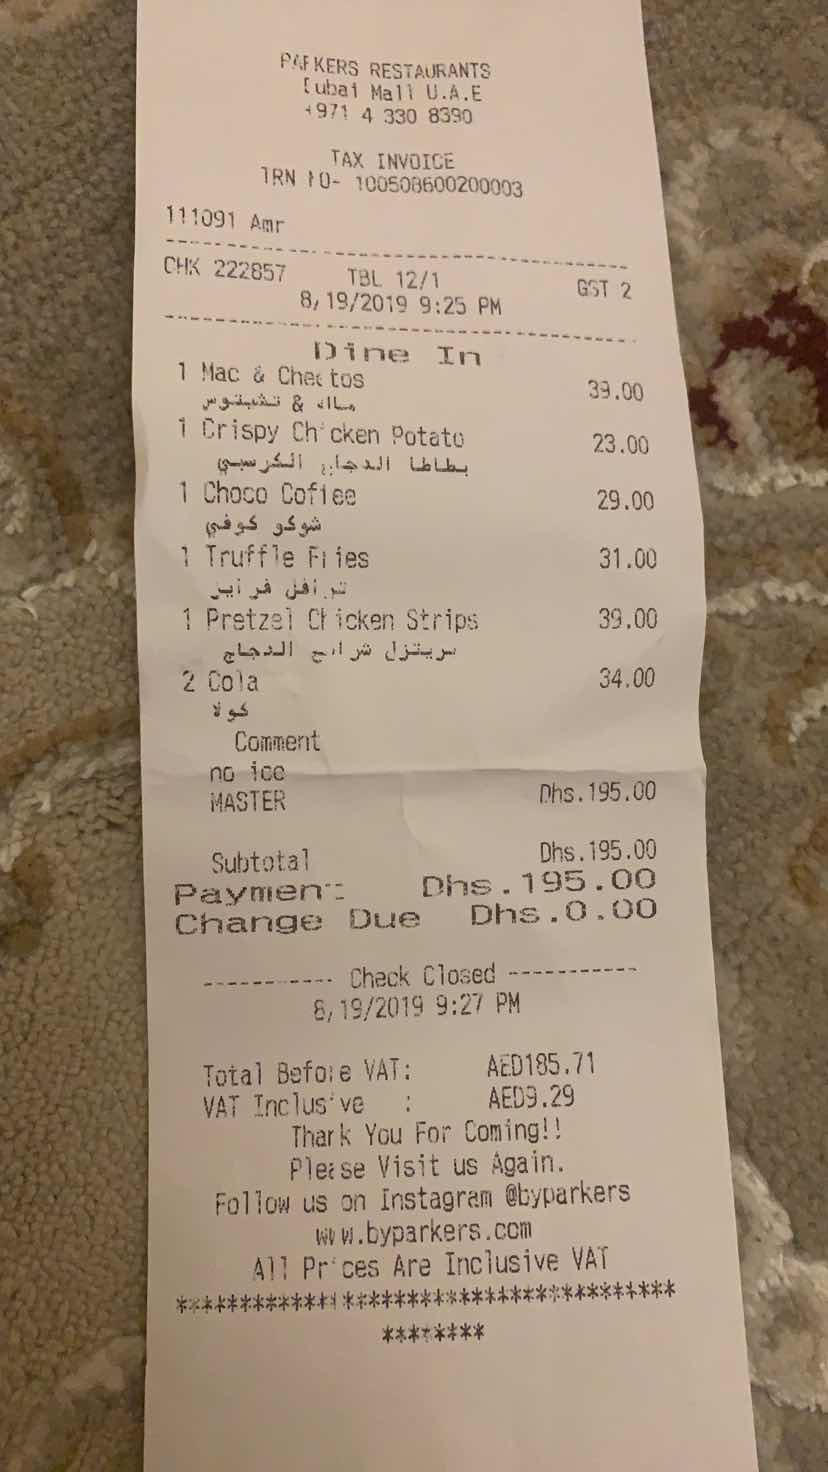 PARKERS RESTAURANTS
Dubai Mall U.A.E
+971 4 330 8390
TAX INVOICE
TRN NO- 100508600200003
111091 Amr
CHK 222857 TBL 12/1 GST 2
8/19/2019 9:25 PM
Dine In
1 Mac & Cheetos 39.00
ماك & تشيتوس
1 Crispy Chicken Potato 23.00
بطاطا الدجاج الكرسبي
1 Choco Coffee 29.00
شوكو كوفي
1 Truffle Fries 31.00
ترافل فرايز
1 Pretzel Chicken Strips 39.00
بريتزل شرائح الدجاج
2 Cola 34.00
كولا
Comment
no ice
MASTER Dhs.195.00
Subtotal Dhs.195.00
Payment Dhs.195.00
Change Due Dhs.0.00
----------- Check Closed -----------
8/19/2019 9:27 PM
Total Before VAT: AED185.71
VAT Inclusive : AED9.29
Thank You For Coming!!
Please Visit us Again.
Follow us on Instagram @byparkers
www.byparkers.com
All Prices Are Inclusive VAT
****************************************
********